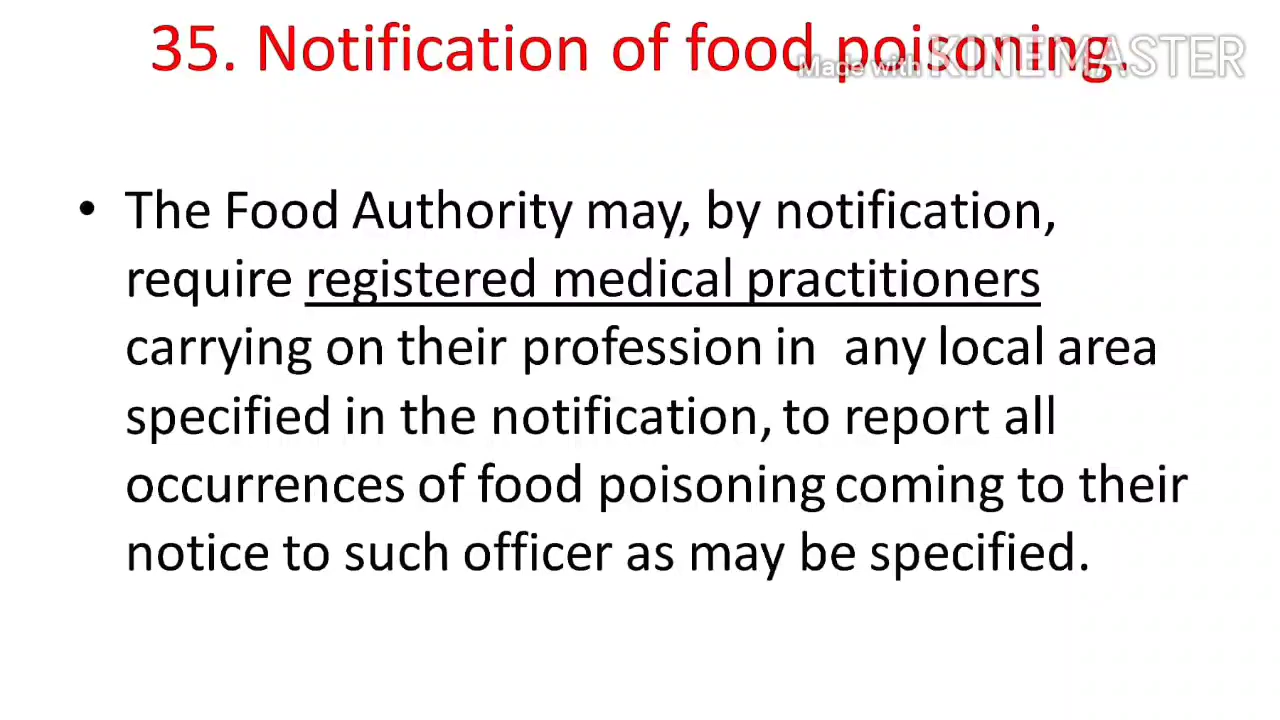 35. Notification of food poisoning.
Made with KINEMASTER
• The Food Authority may, by notification,
require registered medical practitioners
carrying on their profession in any local area
specified in the notification, to report all
occurrences of food poisoning coming to their
notice to such officer as may be specified.